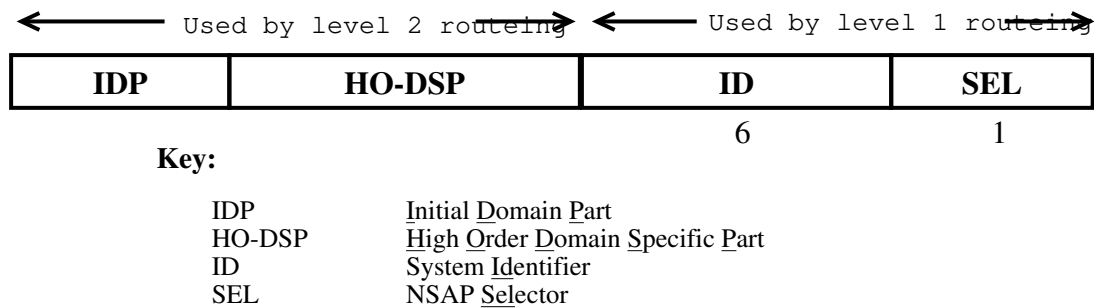 Used by level 2 routeing Used by level 1 routeing
IDP HO-DSP ID SEL
6 1
Key:
IDP Initial Domain Part
HO-DSP High Order Domain Specific Part
ID System Identifier
SEL NSAP Selector